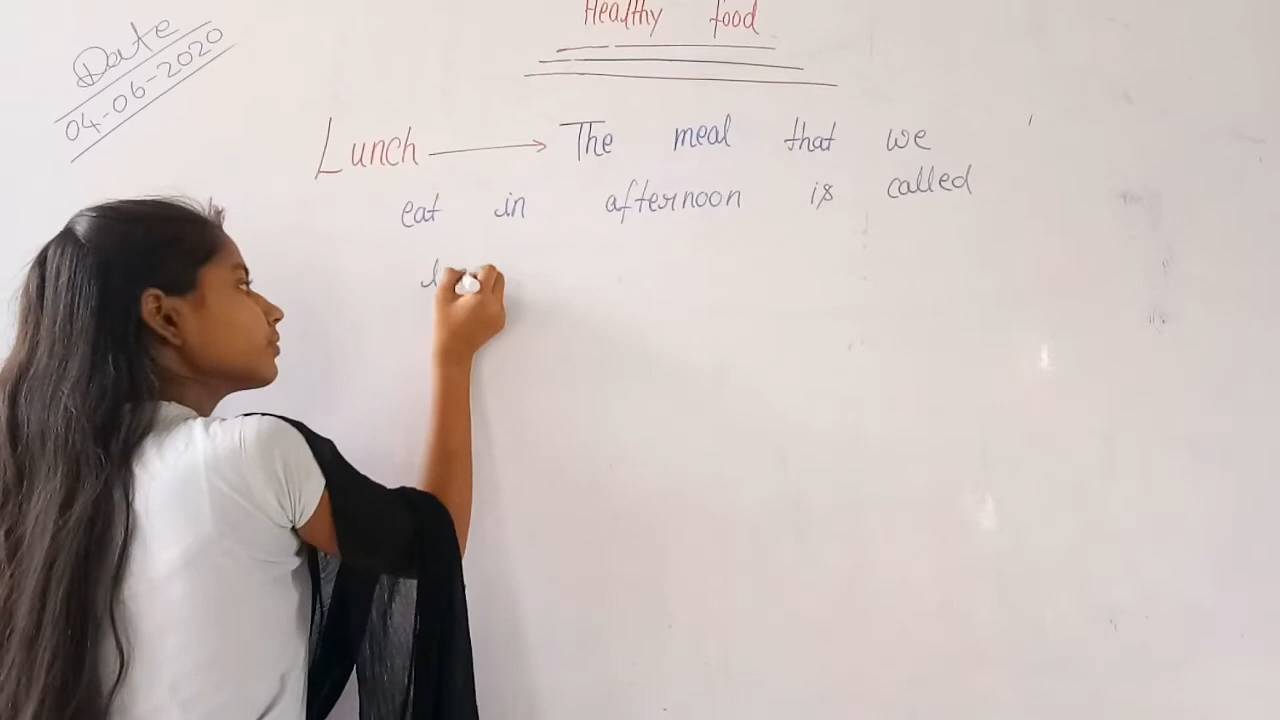 Healthy food
Date
04-06-2020
Lunch → The meal that we
eat in afternoon is called
l